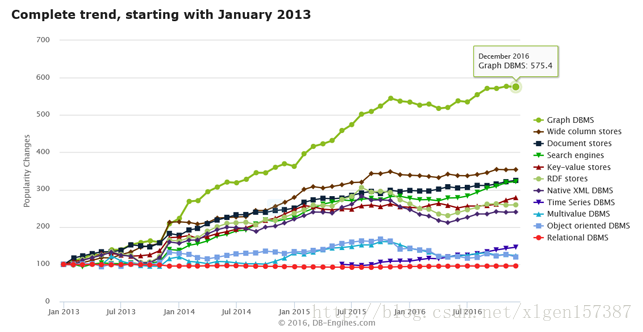 Complete trend, starting with January 2013
700
600
500
400
300
200
100
0
Popularity Changes
December 2016
Graph DBMS: 575.4
Graph DBMS
Wide column stores
Document stores
Search engines
Key-value stores
RDF stores
Native XML DBMS
Time Series DBMS
Multivalue DBMS
Object oriented DBMS
Relational DBMS
Jan 2013
Jul 2013
Jan 2014
Jul 2014
Jan 2015
Jul 2015
Jan 2016
Jul 2016
http://blog.csdn.net/xlgen157387
© 2016, DB-Engines.com